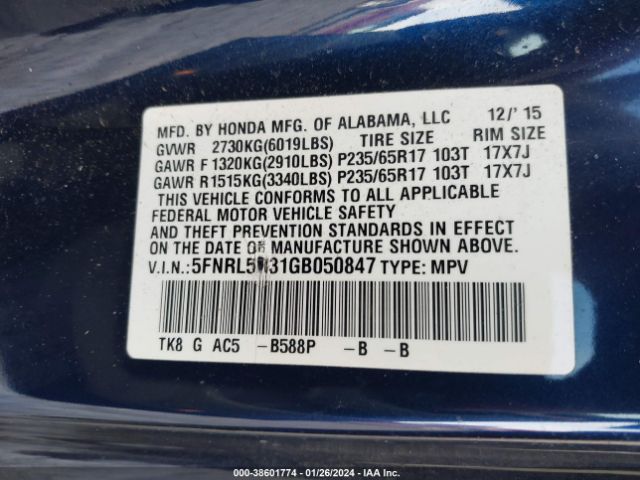 MFD. BY HONDA MFG. OF ALABAMA, LLC 12/'15
GVWR 2730KG(6019LBS) TIRE SIZE RIM SIZE
GAWR F 1320KG(2910LBS) P235/65R17 103T 17X7J
GAWR R1515KG(3340LBS) P235/65R17 103T 17X7J
THIS VEHICLE CONFORMS TO ALL APPLICABLE
FEDERAL MOTOR VEHICLE SAFETY
AND THEFT PREVENTION STANDARDS IN EFFECT
ON THE DATE OF MANUFACTURE SHOWN ABOVE.
V.I.N.: TYPE: MPV
TK8 G AC5 -B588P -B -B
000-38601774 - 01/26/2024 - IAA Inc.